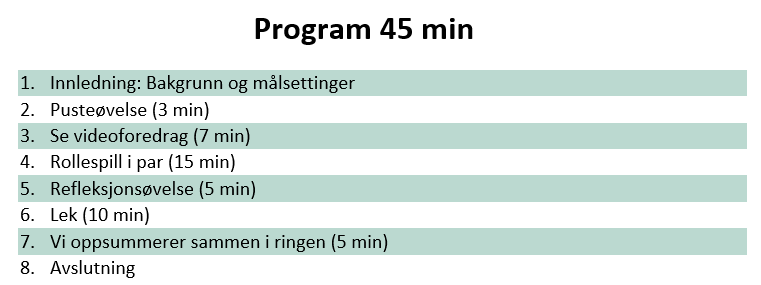 Program 45 min
1. Innledning: Bakgrunn og målsettinger
2. Pusteøvelse (3 min)
3. Se videoforedrag (7 min)
4. Rollespill i par (15 min)
5. Refleksjonsøvelse (5 min)
6. Lek (10 min)
7. Vi oppsummerer sammen i ringen (5 min)
8. Avslutning